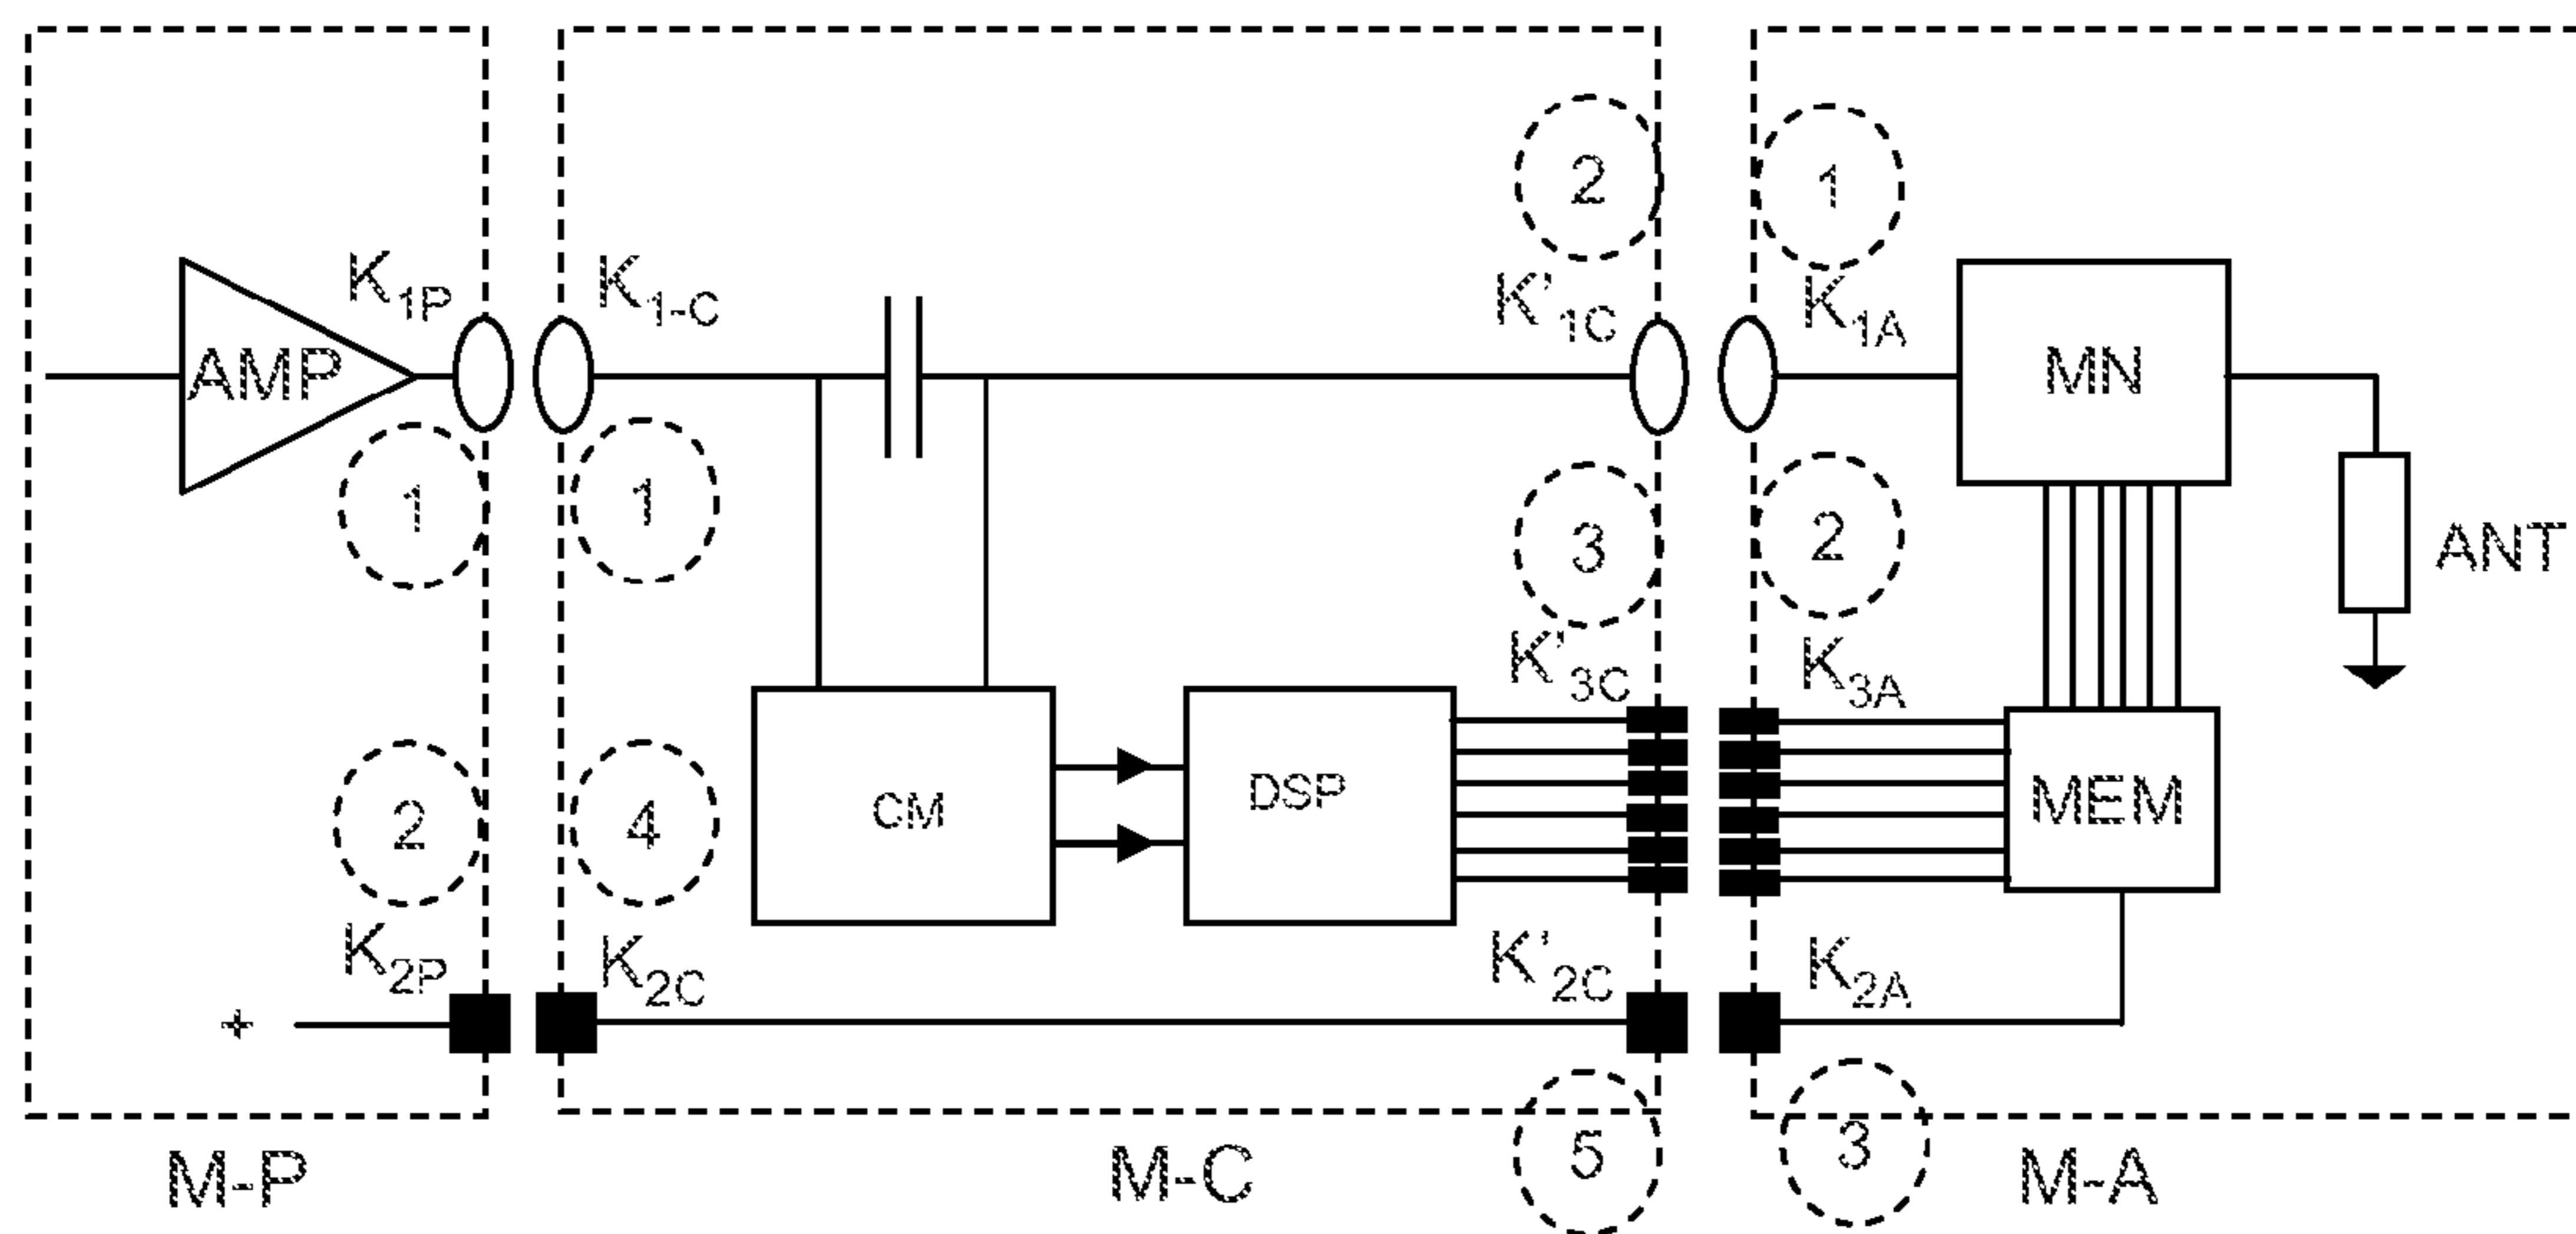 2
1
K1P
K1-C
K'1C
K1A
AMP
MN
1
1
3
2
ANT
K'3C
K3A
2
4
CM
DSP
MEM
K2P
K2C
K'2C
K2A
+
5
3
M-P
M-C
M-A